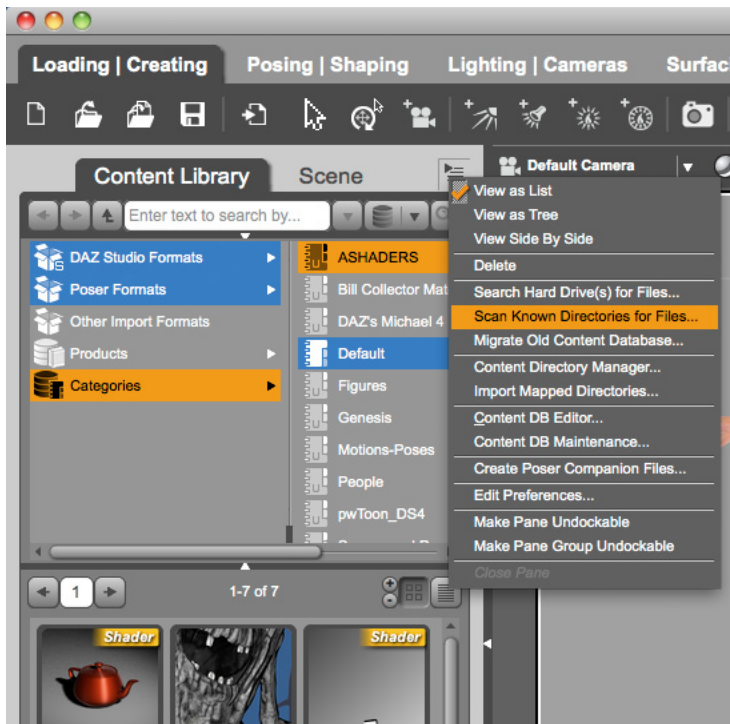 Loading | Creating
Posing | Shaping
Lighting | Cameras
Surfac
Content Library
Scene
Default Camera
Enter text to search by...
DAZ Studio Formats
Poser Formats
Other Import Formats
Products
Categories
ASHADERS
Bill Collector Mat
DAZ's Michael 4
Default
Figures
Genesis
Motions-Poses
People
pwToon_DS4
View as List
View as Tree
View Side By Side
Delete
Search Hard Drive(s) for Files...
Scan Known Directories for Files...
Migrate Old Content Database...
Content Directory Manager...
Import Mapped Directories...
Content DB Editor...
Content DB Maintenance...
Create Poser Companion Files...
Edit Preferences...
Make Pane Undockable
Make Pane Group Undockable
Close Pane
1
1-7 of 7
Shader
Shader